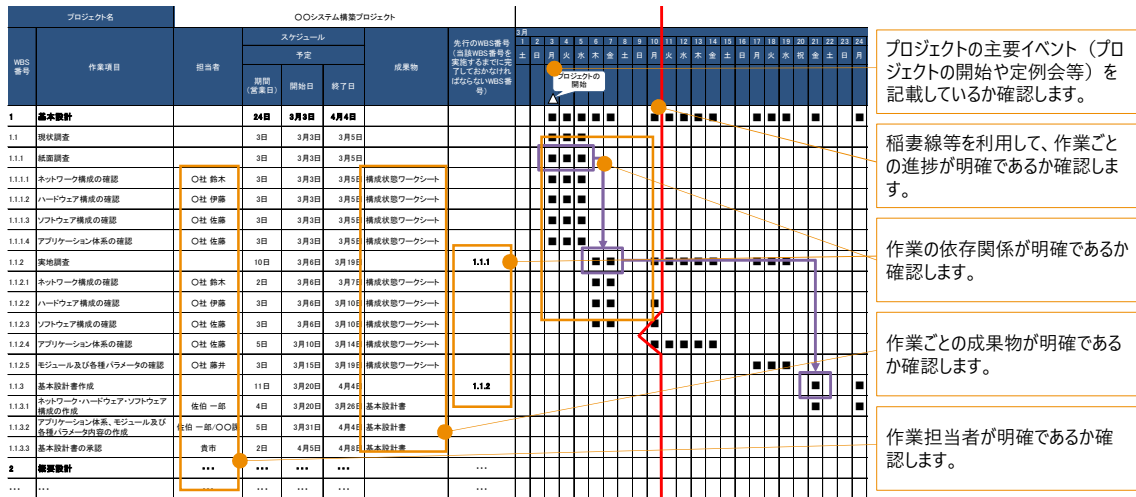 プロジェクト名 〇〇システム構築プロジェクト
WBS番号 作業項目 担当者 スケジュール 成果物 先行のWBS番号（当該WBS番号を実施するまでに完了しておかなければならないWBS番号）
予定
期間（営業日） 開始日 終了日
3月
1 2 3 4 5 6 7 8 9 10 11 12 13 14 15 16 17 18 19 20 21 22 23 24
土 日 月 火 水 木 金 土 日 月 火 水 木 金 土 日 月 火 水 祝 金 土 日 月
プロジェクトの
開始
1 基本設計 24日 3月3日 4月4日
1.1 現状調査 3日 3月3日 3月5日
1.1.1 紙面調査 3日 3月3日 3月5日
1.1.1.1 ネットワーク構成の確認 〇社 鈴木 3日 3月3日 3月5日 構成状態ワークシート
1.1.1.2 ハードウェア構成の確認 〇社 伊藤 3日 3月3日 3月5日 構成状態ワークシート
1.1.1.3 ソフトウェア構成の確認 〇社 佐藤 3日 3月3日 3月5日 構成状態ワークシート
1.1.1.4 アプリケーション体系の確認 〇社 佐藤 3日 3月3日 3月5日 構成状態ワークシート
1.1.2 実地調査 10日 3月6日 3月19日 1.1.1
1.1.2.1 ネットワーク構成の確認 〇社 鈴木 2日 3月6日 3月7日 構成状態ワークシート
1.1.2.2 ハードウェア構成の確認 〇社 伊藤 3日 3月6日 3月10日 構成状態ワークシート
1.1.2.3 ソフトウェア構成の確認 〇社 佐藤 3日 3月6日 3月10日 構成状態ワークシート
1.1.2.4 アプリケーション体系の確認 〇社 佐藤 5日 3月10日 3月14日 構成状態ワークシート
1.1.2.5 モジュール及び各種パラメータの確認 〇社 藤井 3日 3月15日 3月19日 構成状態ワークシート
1.1.3 基本設計書作成 11日 3月20日 4月4日 1.1.2
1.1.3.1 ネットワーク・ハードウェア・ソフトウェア構成の作成 佐伯 一郎 4日 3月20日 3月26日 基本設計書
1.1.3.2 アプリケーション体系、モジュール及び各種パラメータ内容の作成 佐伯 一郎/〇〇課 5日 3月31日 4月4日 基本設計書
1.1.3.3 基本設計書の承認 貴市 2日 4月5日 4月8日 基本設計書
2 概要設計 ・・・ ・・・ ・・・ ・・・ ・・・
・・・ ・・・ ・・・ ・・・ ・・・ ・・・ ・・・ ・・・
プロジェクトの主要イベント（プロ
ジェクトの開始や定例会等）を
記載しているか確認します。
稲妻線等を利用して、作業ごと
の進捗が明確であるか確認しま
す。
作業の依存関係が明確であるか
確認します。
作業ごとの成果物が明確である
か確認します。
作業担当者が明確であるか確
認します。